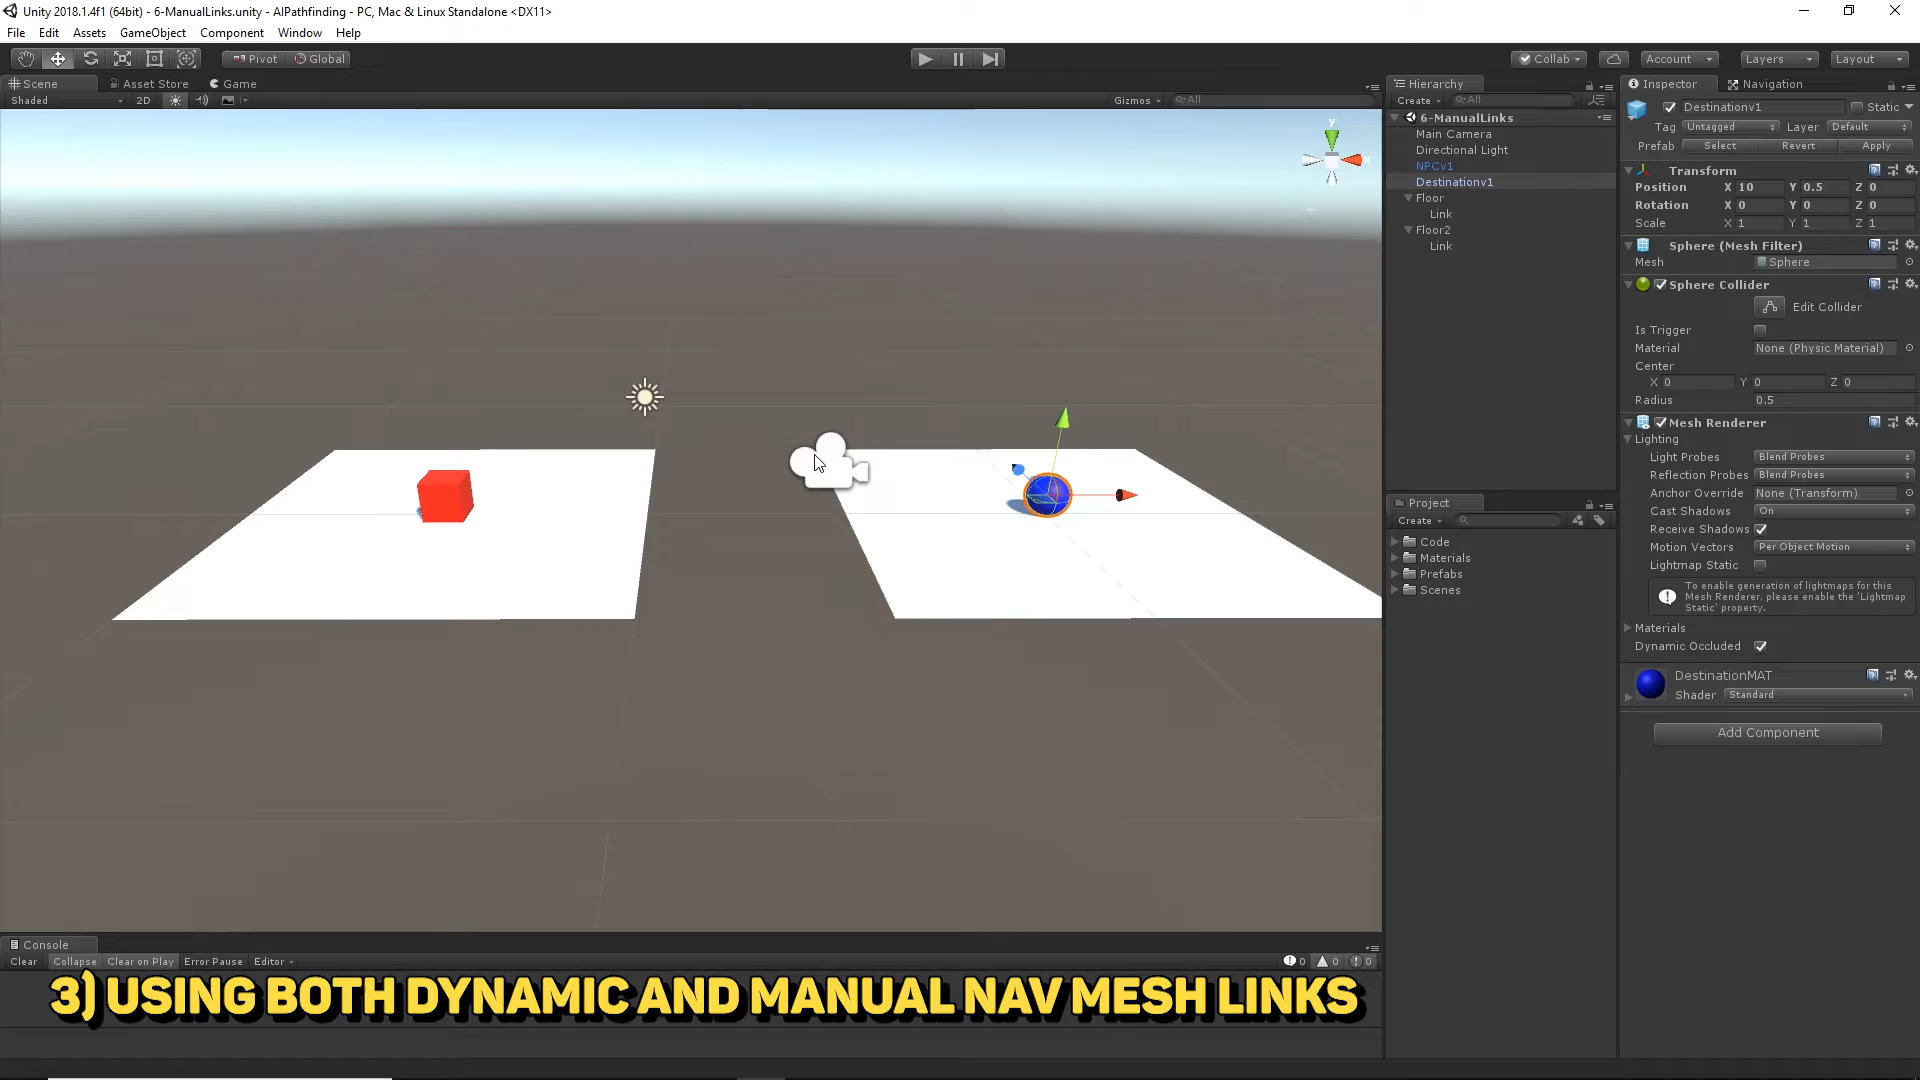 Unity 2018.1.4f1 (64bit) - 6-ManualLinks.unity - AIPathfinding - PC, Mac & Linux Standalone <DX11>
File Edit Assets GameObject Component Window Help
Pivot Global Collab Account Layers Layout
Scene Asset Store Game
Shaded 2D Gizmos All
Hierarchy
Create All
6-ManualLinks
Main Camera
Directional Light
NPCv1
Destinationv1
Floor
Link
Floor2
Link
Project
Create
Code
Materials
Prefabs
Scenes
Inspector Navigation
Destinationv1 Static
Tag Untagged Layer Default
Prefab Select Revert Apply
Transform
Position X 10 Y 0.5 Z 0
Rotation X 0 Y 0 Z 0
Scale X 1 Y 1 Z 1
Sphere (Mesh Filter)
Mesh Sphere
Sphere Collider
Edit Collider
Is Trigger
Material None (Physic Material)
Center
X 0 Y 0 Z 0
Radius 0.5
Mesh Renderer
Lighting
Light Probes Blend Probes
Reflection Probes Blend Probes
Anchor Override None (Transform)
Cast Shadows On
Receive Shadows
Motion Vectors Per Object Motion
Lightmap Static
To enable generation of lightmaps for this
Mesh Renderer, please enable the 'Lightmap
Static' property.
Materials
Dynamic Occluded
DestinationMAT
Shader Standard
Add Component
y
x
Console
Clear Collapse Clear on Play Error Pause Editor 0 0 0
3) USING BOTH DYNAMIC AND MANUAL NAV MESH LINKS